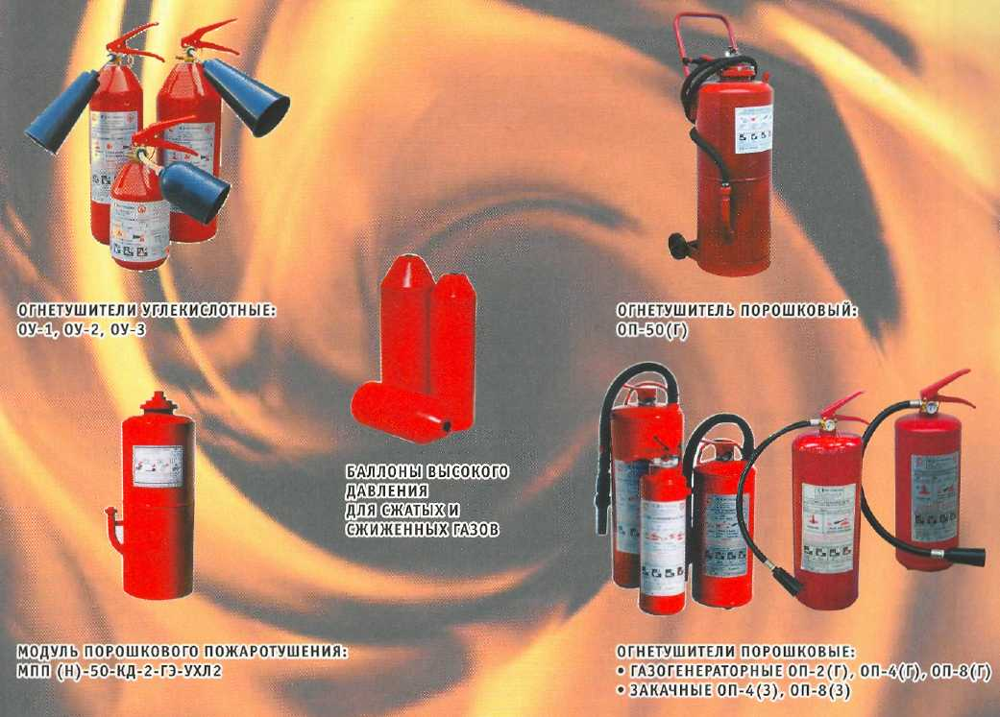 ОГНЕТУШИТЕЛИ УГЛЕКИСЛОТНЫЕ:
ОУ-1, ОУ-2, ОУ-3
ОГНЕТУШИТЕЛЬ ПОРОШКОВЫЙ:
ОП-50(Г)
БАЛЛОНЫ ВЫСОКОГО
ДАВЛЕНИЯ
ДЛЯ СЖАТЫХ И
СЖИЖЕННЫХ ГАЗОВ
МОДУЛЬ ПОРОШКОВОГО ПОЖАРОТУШЕНИЯ:
МПП (Н)-50-КД-2-ГЭ-УХЛ2
ОГНЕТУШИТЕЛИ ПОРОШКОВЫЕ:
• ГАЗОГЕНЕРАТОРНЫЕ ОП-2(Г), ОП-4(Г), ОП-8(Г)
• ЗАКАЧНЫЕ ОП-4(З), ОП-8(З)